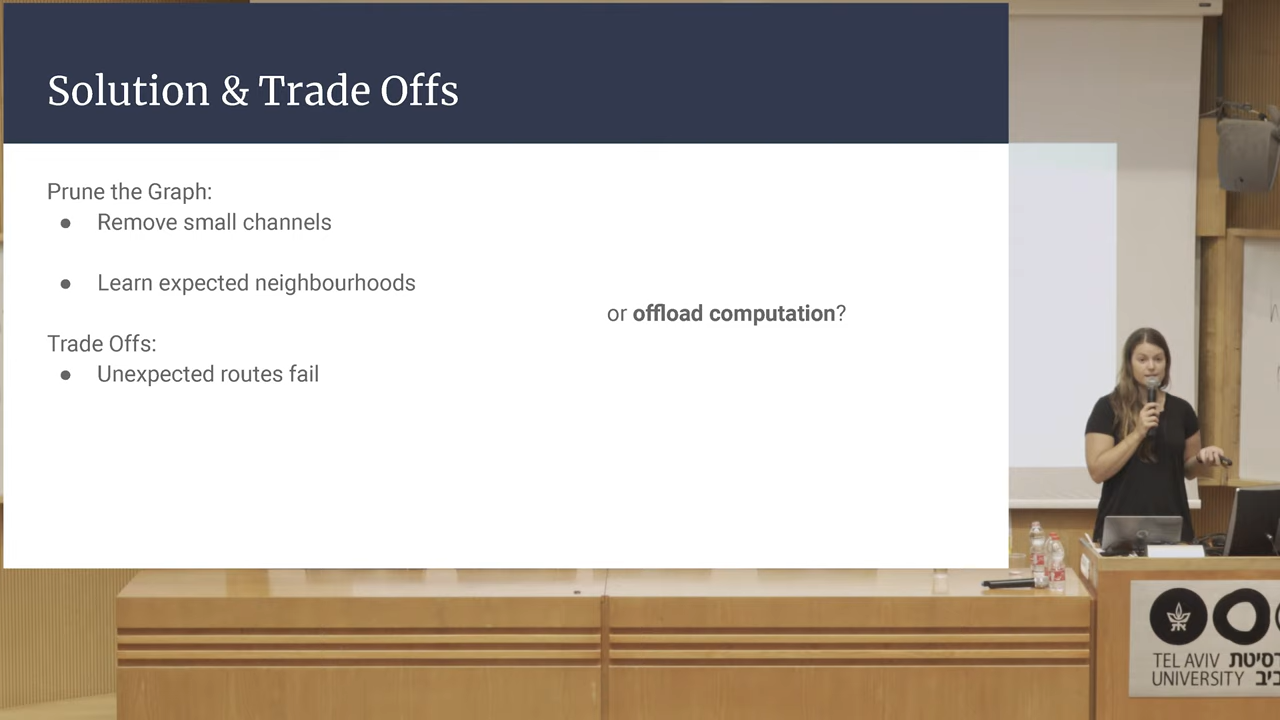 Solution & Trade Offs
Prune the Graph:
● Remove small channels
● Learn expected neighbourhoods
or offload computation?
Trade Offs:
● Unexpected routes fail
TEL AVIV
UNIVERSITY